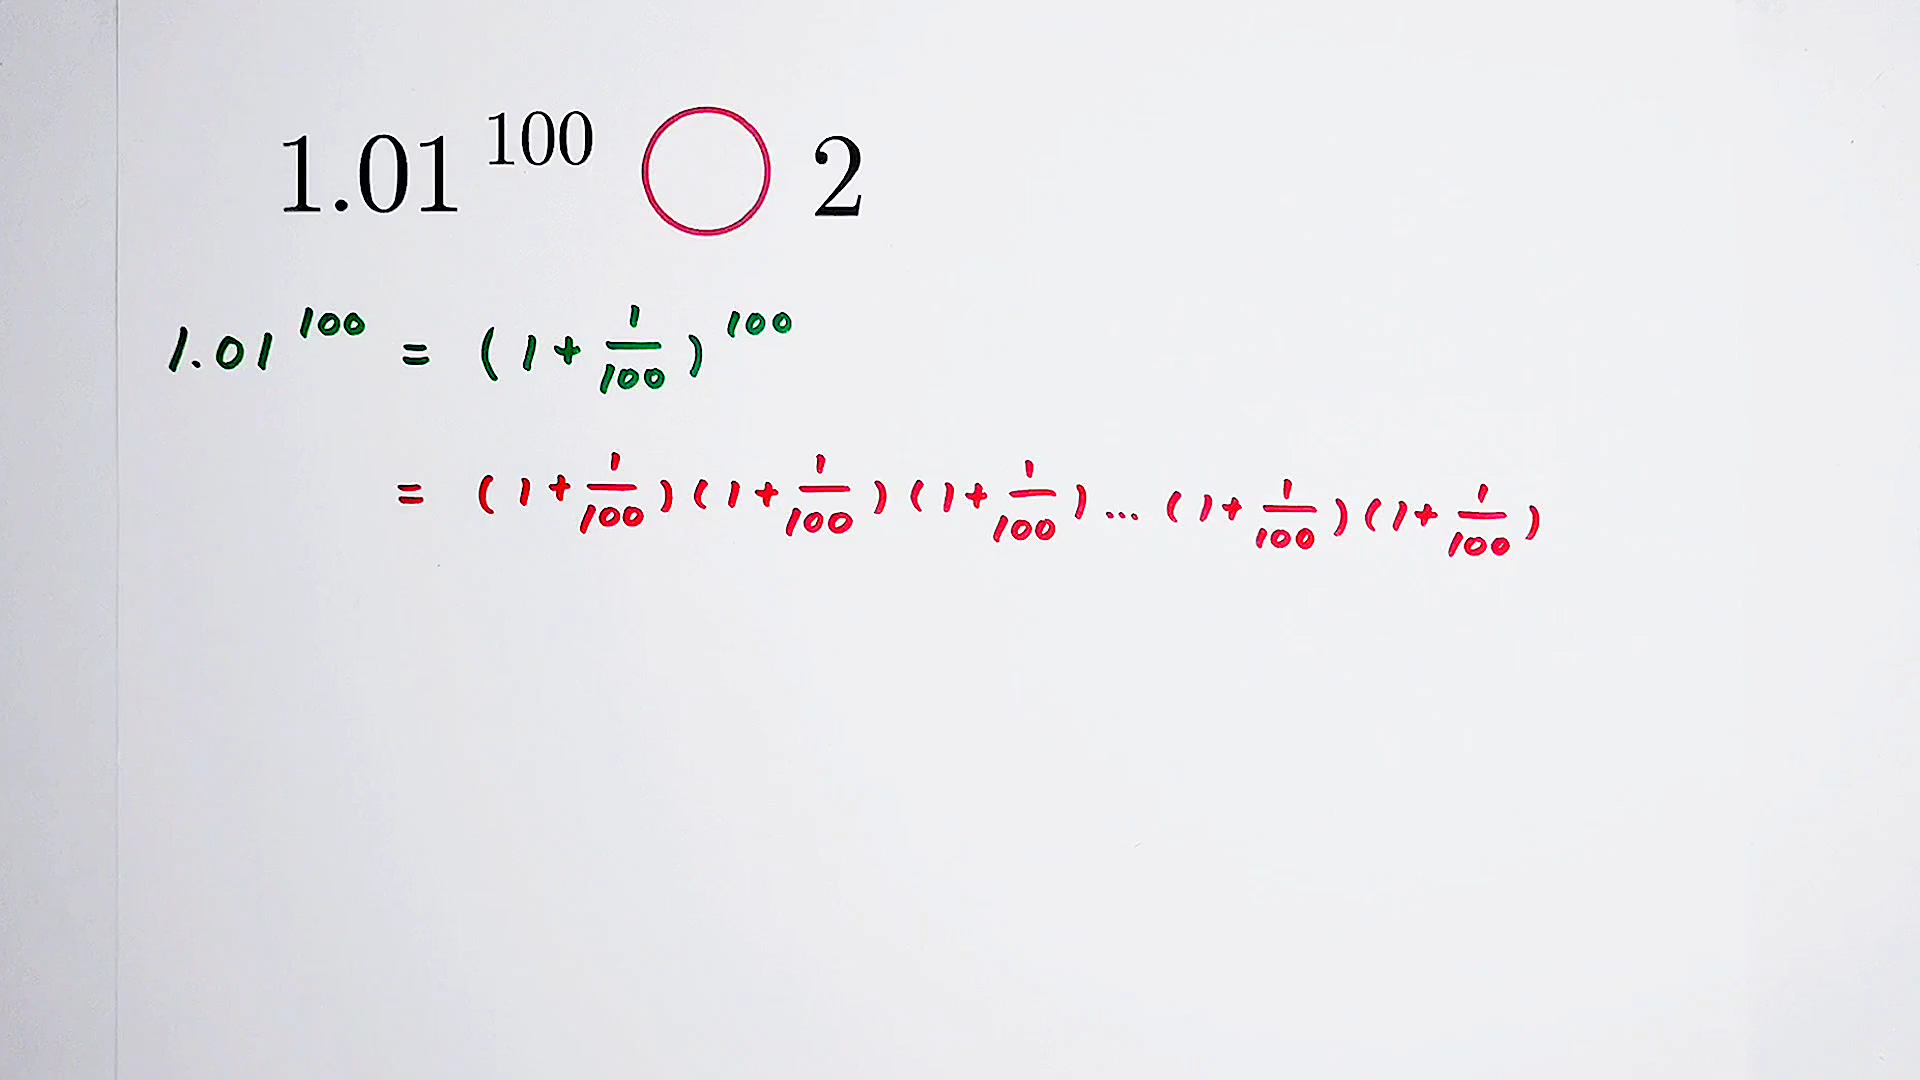 1.01^100 ◯ 2
1.01^100 = (1 + 1/100)^100
= (1 + 1/100)(1 + 1/100)(1 + 1/100)...(1 + 1/100)(1 + 1/100)